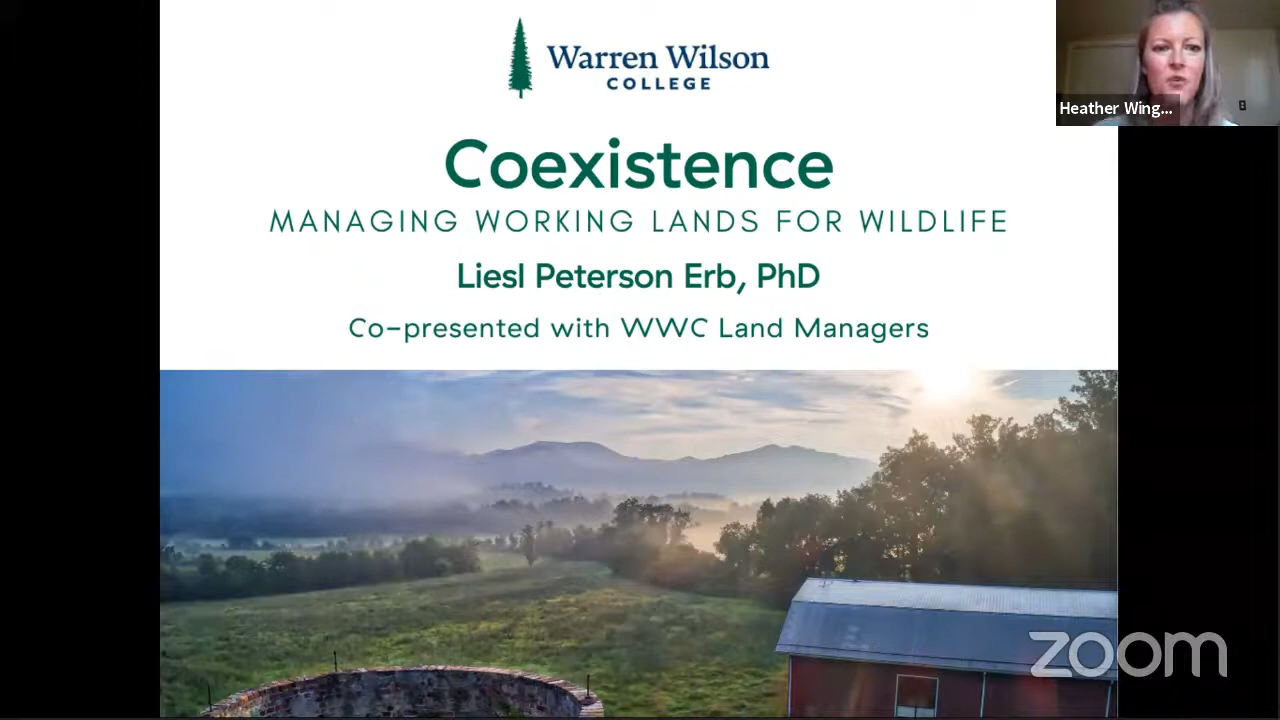 Warren Wilson
COLLEGE
Heather Wing...
Coexistence
MANAGING WORKING LANDS FOR WILDLIFE
Liesl Peterson Erb, PhD
Co-presented with WWC Land Managers
zoom